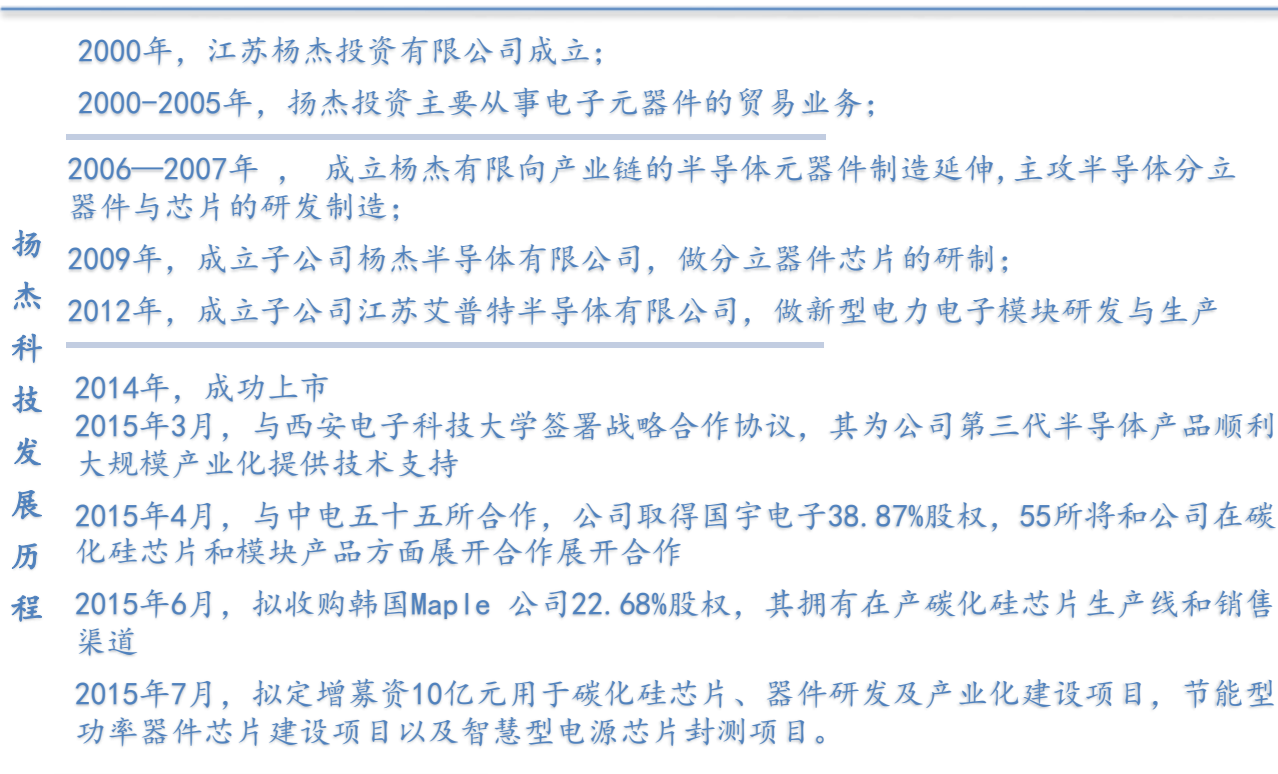 2000年，江苏杨杰投资有限公司成立；
2000-2005年，扬杰投资主要从事电子元器件的贸易业务；
2006—2007年 ， 成立杨杰有限向产业链的半导体元器件制造延伸,主攻半导体分立
器件与芯片的研发制造；
2009年，成立子公司杨杰半导体有限公司，做分立器件芯片的研制；
2012年，成立子公司江苏艾普特半导体有限公司，做新型电力电子模块研发与生产
扬杰科技发展历程
2014年，成功上市
2015年3月，与西安电子科技大学签署战略合作协议，其为公司第三代半导体产品顺利
大规模产业化提供技术支持
2015年4月，与中电五十五所合作，公司取得国宇电子38.87%股权，55所将和公司在碳
化硅芯片和模块产品方面展开合作展开合作
2015年6月，拟收购韩国Maple 公司22.68%股权，其拥有在产碳化硅芯片生产线和销售
渠道
2015年7月，拟定增募资10亿元用于碳化硅芯片、器件研发及产业化建设项目，节能型
功率器件芯片建设项目以及智慧型电源芯片封测项目。